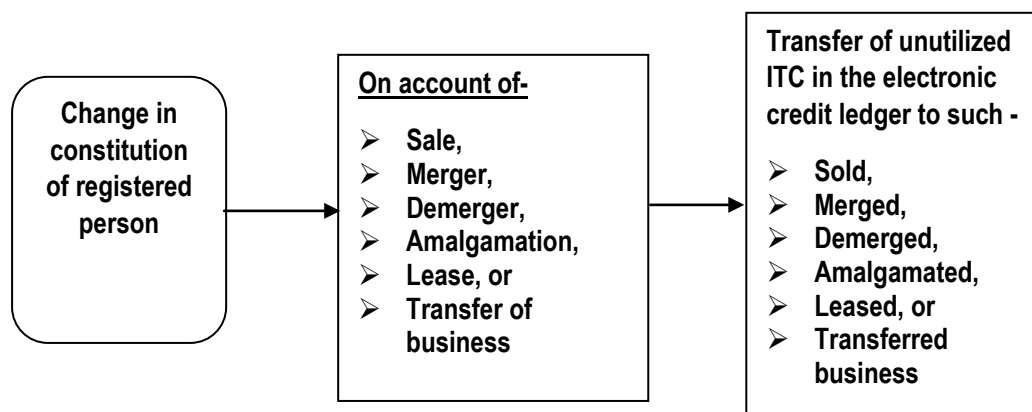 Change in
constitution
of registered
person
On account of-
➢ Sale,
➢ Merger,
➢ Demerger,
➢ Amalgamation,
➢ Lease, or
➢ Transfer of
business
Transfer of unutilized
ITC in the electronic
credit ledger to such -
➢ Sold,
➢ Merged,
➢ Demerged,
➢ Amalgamated,
➢ Leased, or
➢ Transferred
business